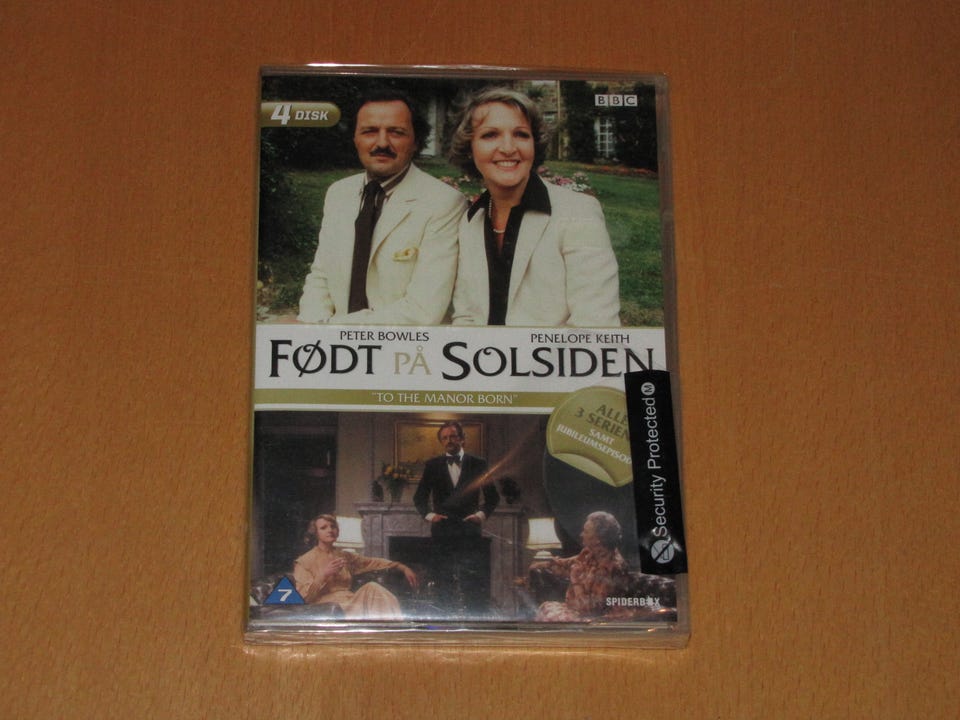 BBC
4 DISK
PETER BOWLES PENELOPE KEITH
FØDT PÅ SOLSIDEN
"TO THE MANOR BORN"
ALLE
3 SERIER
SAMT
Security Protected
7
SPIDERBOX